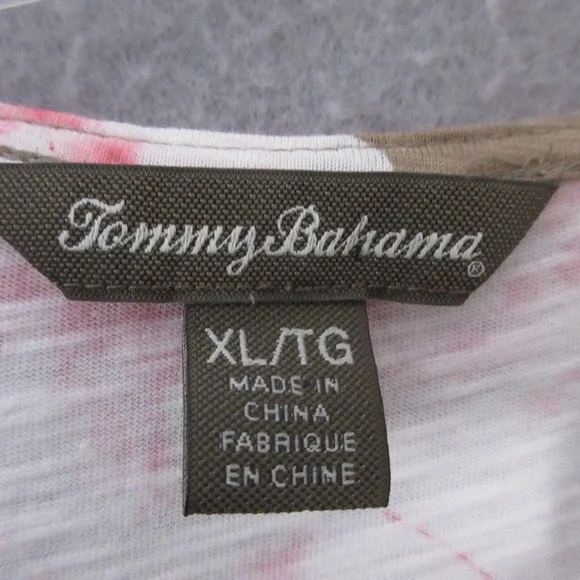 Tommy Bahama®
XL/TG
MADE IN
CHINA
FABRIQUE
EN CHINE